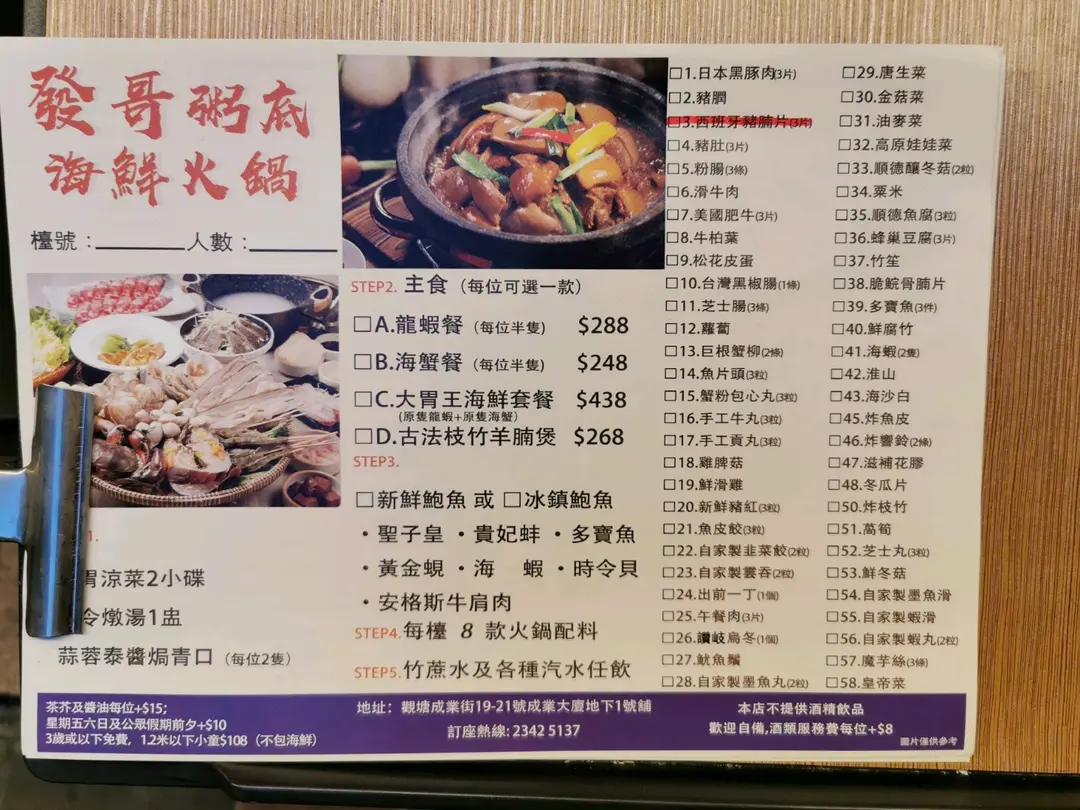 發哥粥底
海鮮火鍋
檯號：
人數：
1.
胃涼菜2小碟
令燉湯1盅
蒜蓉泰醬焗青口（每位2隻）
STEP2. 主食（每位可選一款）
□A.龍蝦餐（每位半隻） $288
□B.海蟹餐（每位半隻） $248
□C.大胃王海鮮套餐 $438
(原隻龍蝦+原隻海蟹)
□D.古法枝竹羊腩煲 $268
STEP3.
□新鮮鮑魚 或 □冰鎮鮑魚
・聖子皇 ・貴妃蚌 ・多寶魚
・黃金蜆 ・海　蝦 ・時令貝
・安格斯牛肩肉
STEP4.每檯 8 款火鍋配料
STEP5.竹蔗水及各種汽水任飲
□1.日本黑豚肉(3片)
□2.豬膶
□3.西班牙豬腩片(3片)
□4.豬肚(3片)
□5.粉腸(3條)
□6.滑牛肉
□7.美國肥牛(3片)
□8.牛柏葉
□9.松花皮蛋
□10.台灣黑椒腸(1條)
□11.芝士腸(3條)
□12.蘿蔔
□13.巨根蟹柳(2條)
□14.魚片頭(3粒)
□15.蟹粉包心丸(3粒)
□16.手工牛丸(3粒)
□17.手工貢丸(3粒)
□18.雞脾菇
□19.鮮滑雞
□20.新鮮豬紅(3粒)
□21.魚皮餃(3粒)
□22.自家製韭菜餃(2粒)
□23.自家製雲吞(2粒)
□24.出前一丁(1個)
□25.午餐肉(3片)
□26.讚岐烏冬(1個)
□27.魷魚鬚
□28.自家製墨魚丸(2粒)
□29.唐生菜
□30.金菇菜
□31.油麥菜
□32.高原娃娃菜
□33.順德釀冬菇(2粒)
□34.粟米
□35.順德魚腐(3粒)
□36.蜂巢豆腐(3片)
□37.竹笙
□38.脆鯇骨腩片
□39.多寶魚(3件)
□40.鮮腐竹
□41.海蝦(2隻)
□42.淮山
□43.海沙白
□45.炸魚皮
□46.炸響鈴(2條)
□47.滋補花膠
□48.冬瓜片
□50.炸枝竹
□51.萵筍
□52.芝士丸(3粒)
□53.鮮冬菇
□54.自家製墨魚滑
□55.自家製蝦滑
□56.自家製蝦丸(2粒)
□57.魔芋絲(3條)
□58.皇帝菜
茶芥及醬油每位+$15;
星期五六日及公眾假期前夕+$10
3歲或以下免費，1.2米以下小童$108（不包海鮮）
地址：觀塘成業街19-21號成業大廈地下1號舖
訂座熱線: 2342 5137
本店不提供酒精飲品
歡迎自備,酒類服務費每位+$8
圖片僅供參考